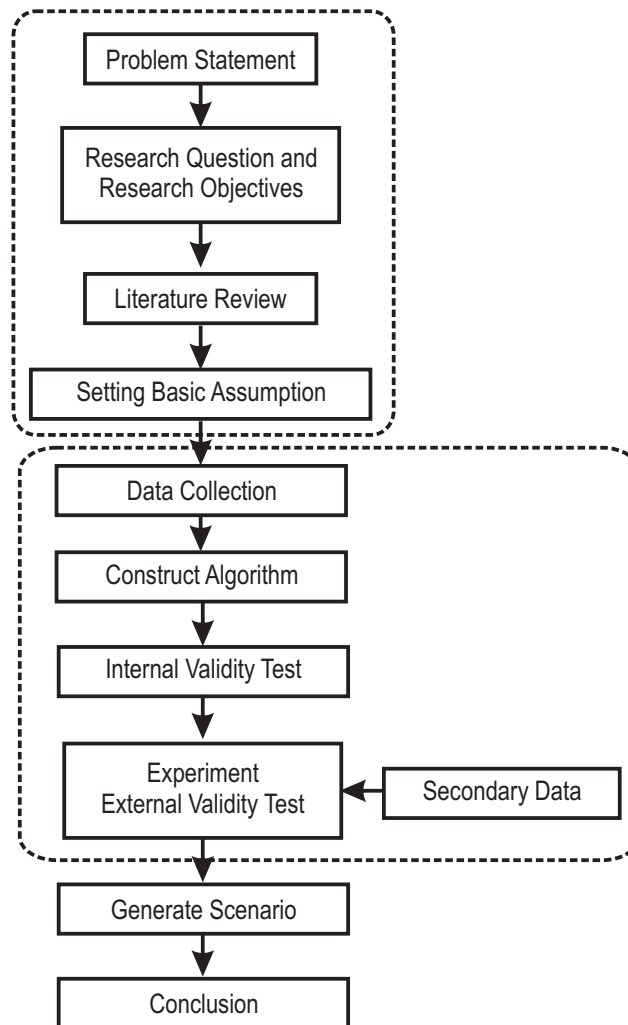 Problem Statement
Research Question and
Research Objectives
Literature Review
Setting Basic Assumption
Data Collection
Construct Algorithm
Internal Validity Test
Experiment
External Validity Test
Secondary Data
Generate Scenario
Conclusion